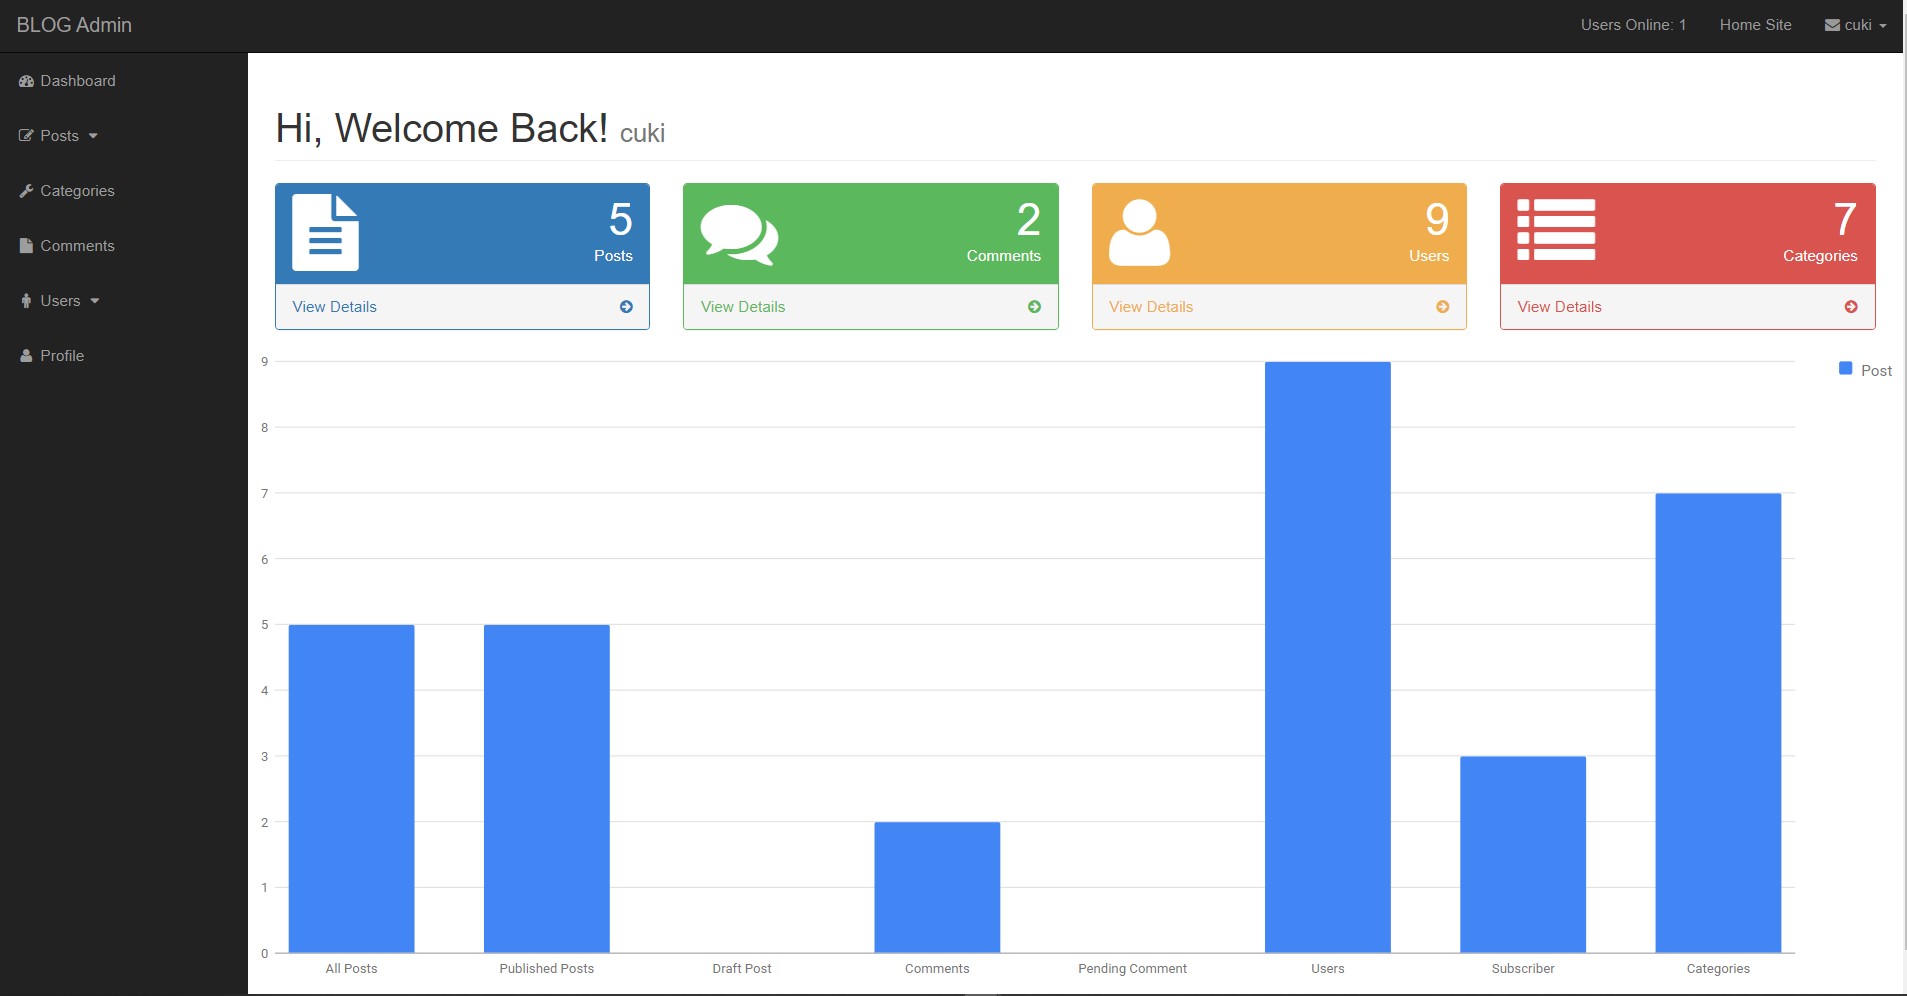 BLOG Admin
Users Online: 1
Home Site
cuki
Dashboard
Posts
Categories
Comments
Users
Profile
Hi, Welcome Back! cuki
5
Posts
View Details
2
Comments
View Details
9
Users
View Details
7
Categories
View Details
9
8
7
6
5
4
3
2
1
0
Post
All Posts
Published Posts
Draft Post
Comments
Pending Comment
Users
Subscriber
Categories